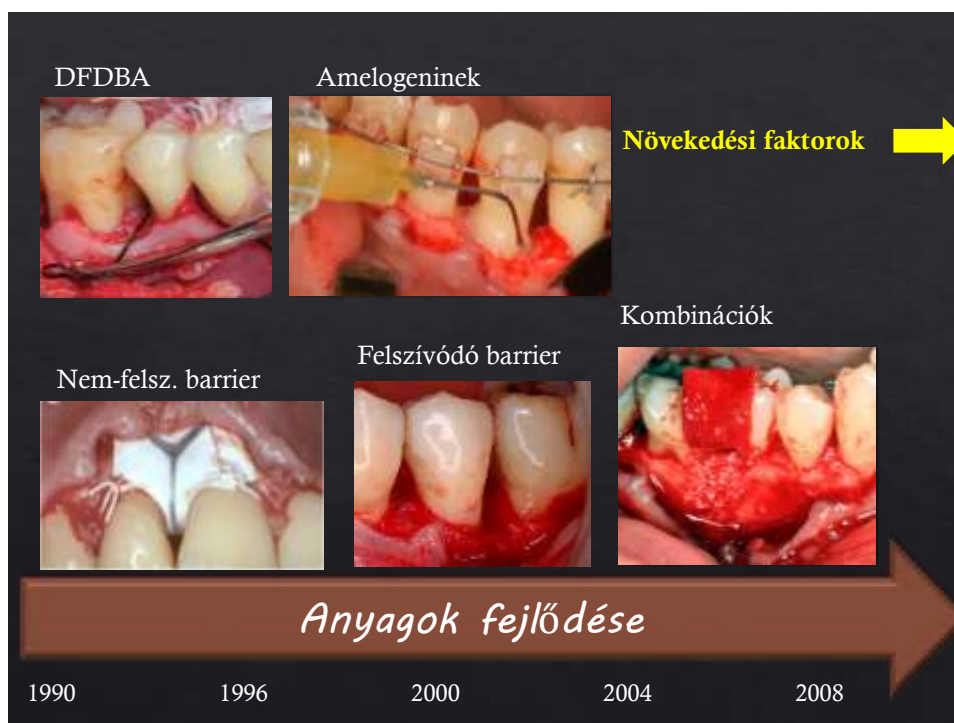 DFDBA
Amelogeninek
Növekedési faktorok
Kombinációk
Felszívódó barrier
Nem-felsz. barrier
Anyagok fejlődése
1990 1996 2000 2004 2008